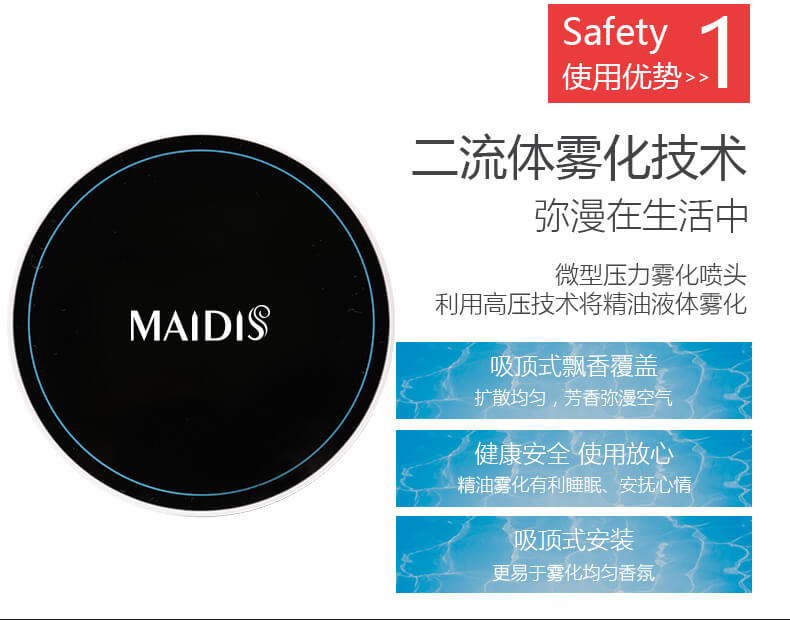 Safety 1
使用优势>>
二流体雾化技术
弥漫在生活中
微型压力雾化喷头
利用高压技术将精油液体雾化
MAIDIS
吸顶式飘香覆盖
扩散均匀，芳香弥漫空气
健康安全 使用放心
精油雾化有利睡眠、安抚心情
吸顶式安装
更易于雾化均匀香氛